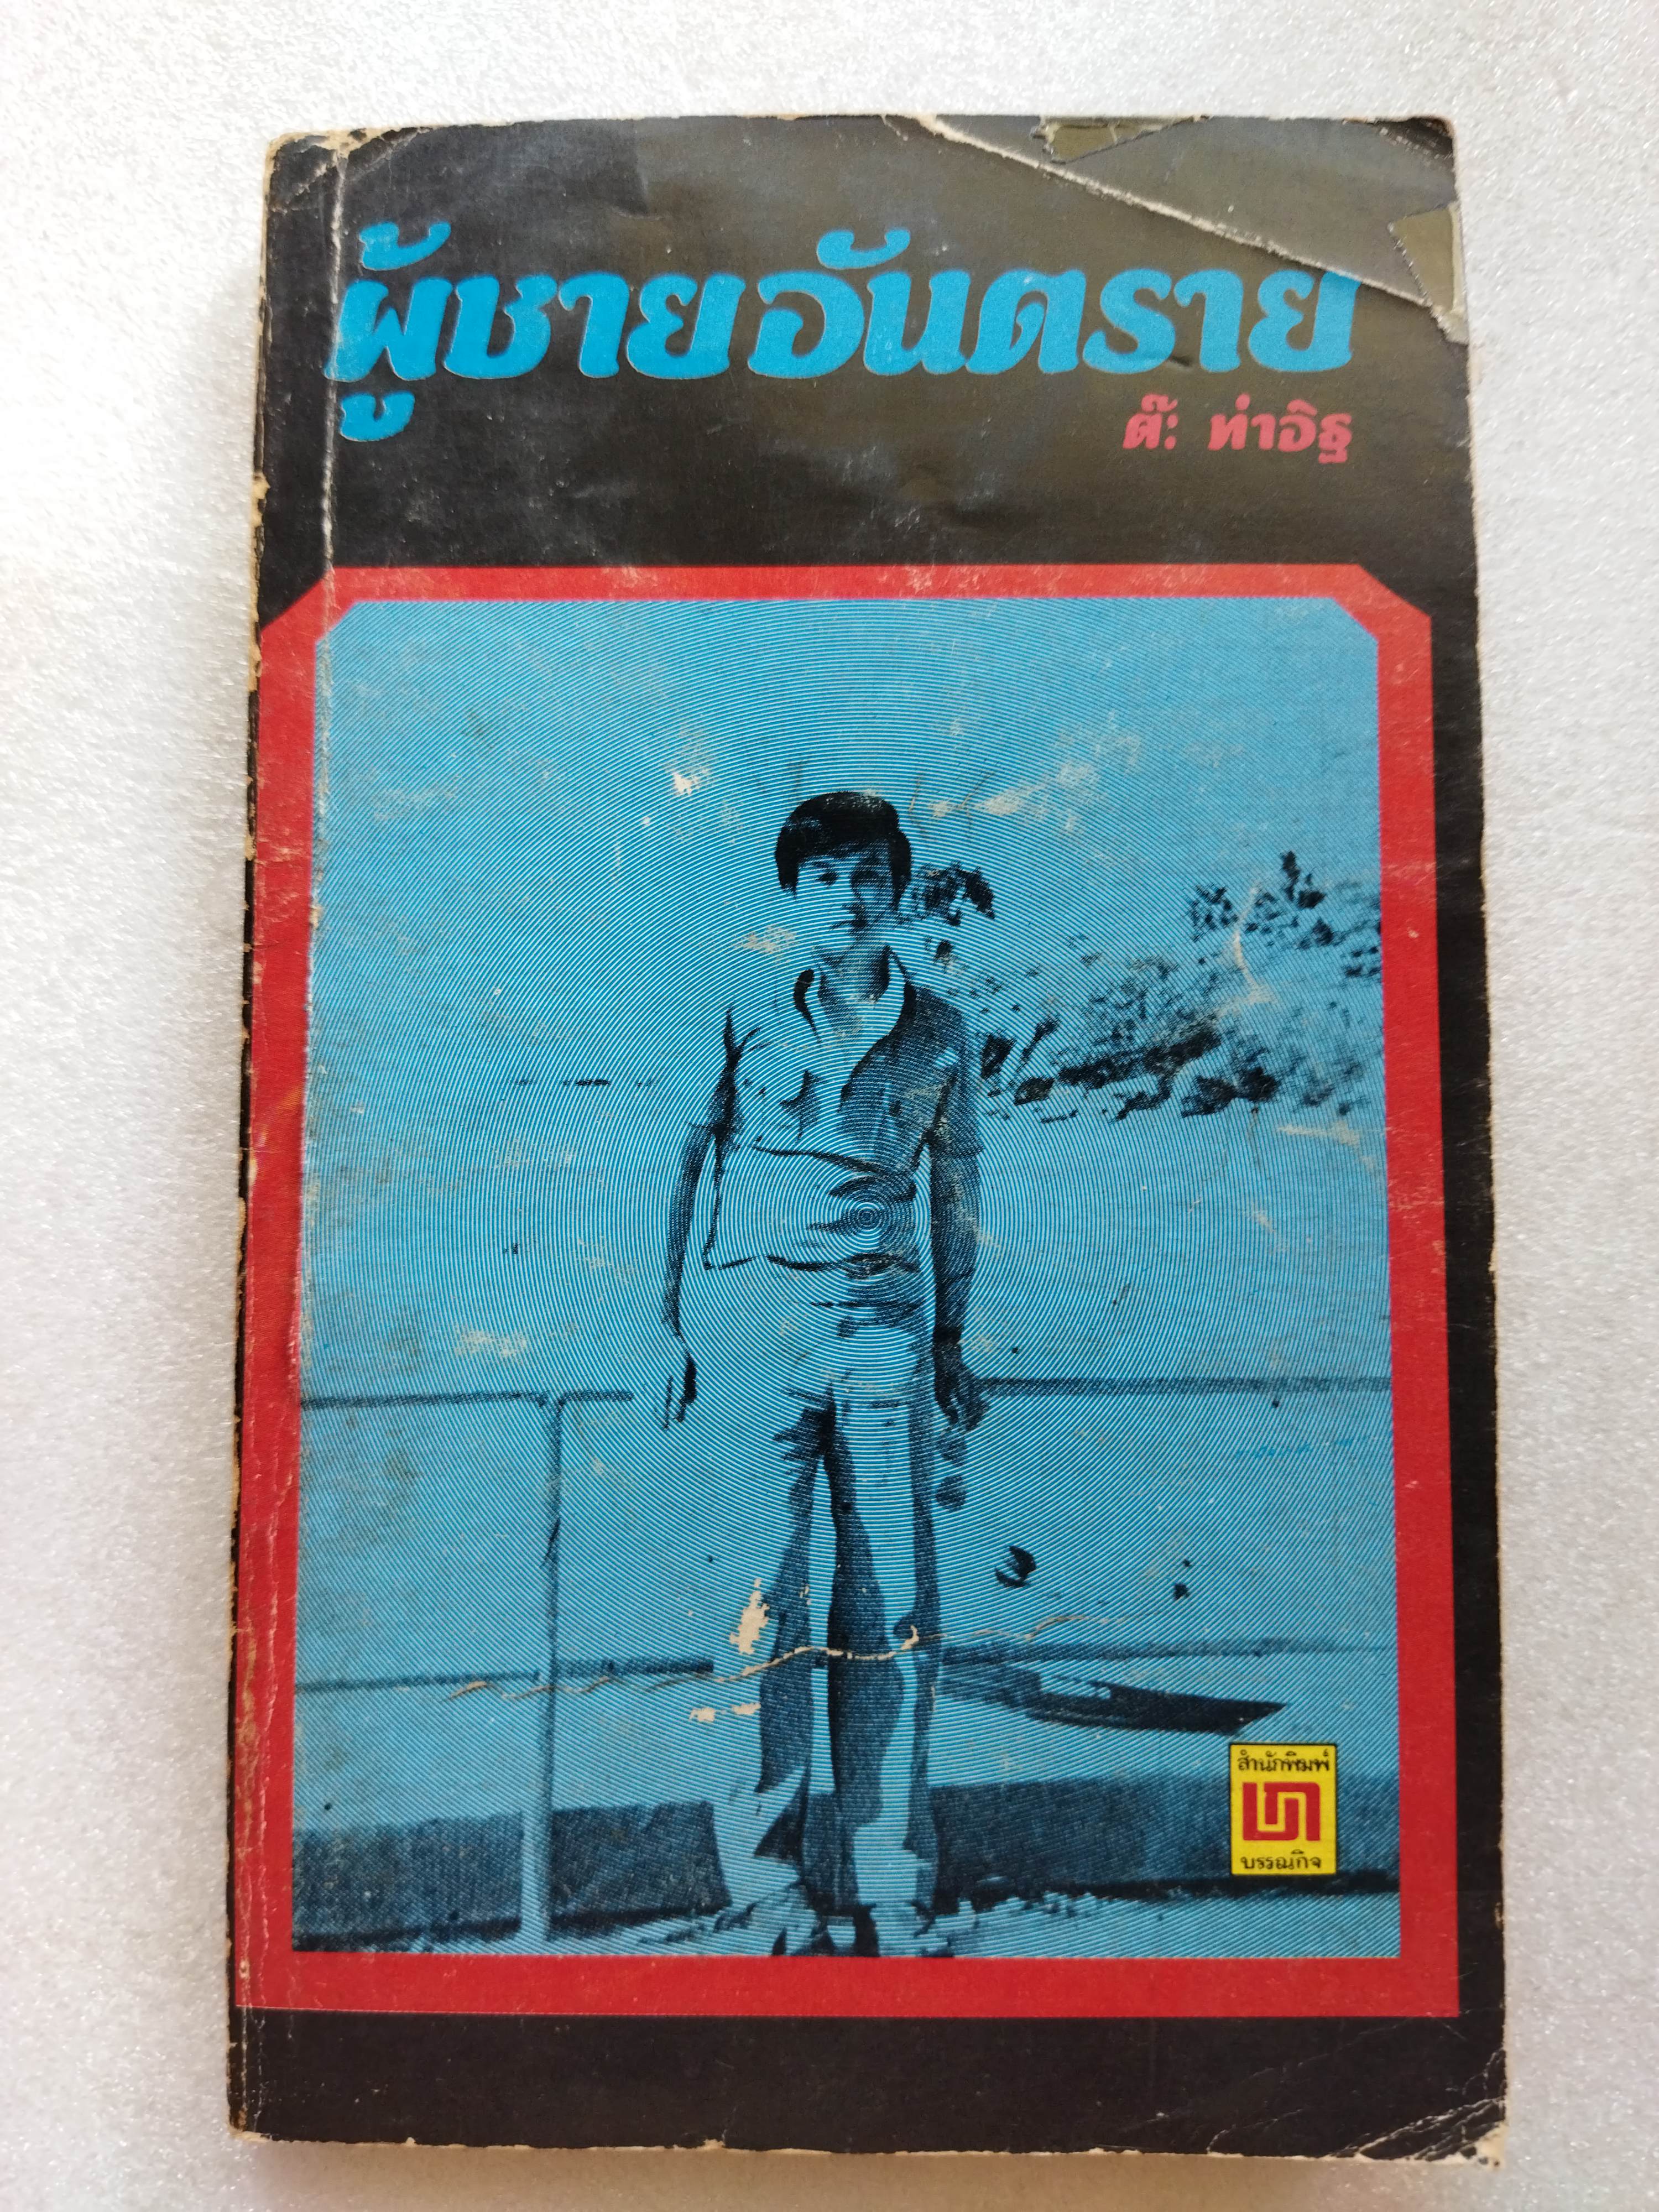 ผู้ชายอันตราย
ต๊ะ ท่าอิฐ
สำนักพิมพ์
บรรณกิจ